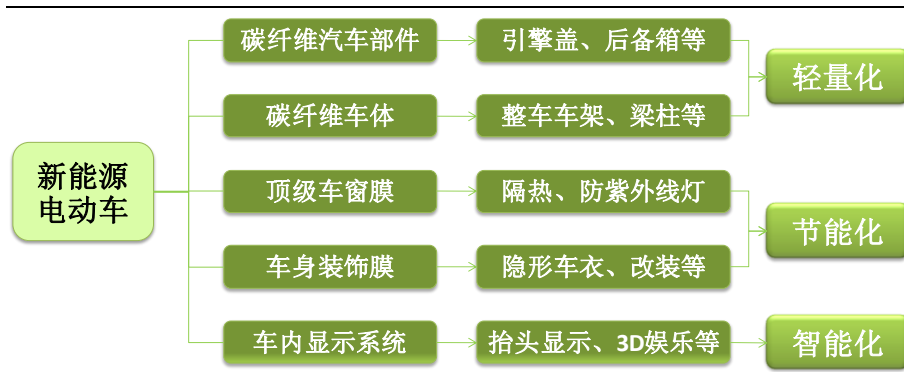 新能源
电动车
碳纤维汽车部件
引擎盖、后备箱等
碳纤维车体
整车车架、梁柱等
轻量化
顶级车窗膜
隔热、防紫外线灯
车身装饰膜
隐形车衣、改装等
节能化
车内显示系统
抬头显示、3D娱乐等
智能化